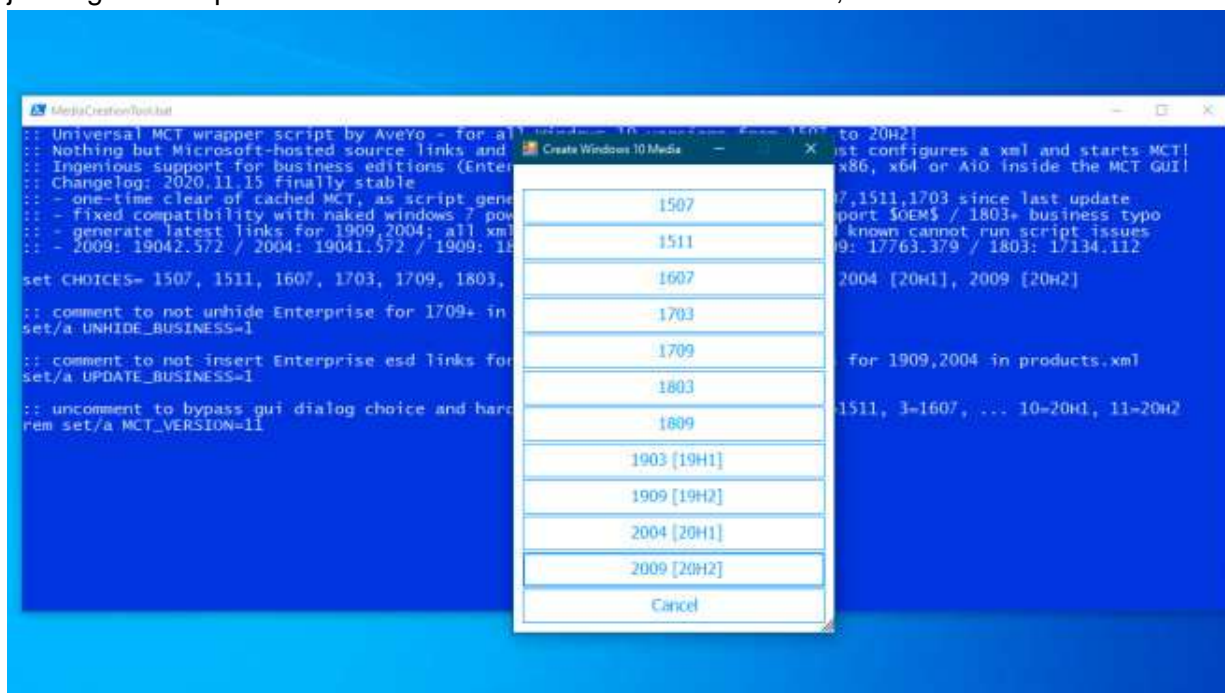 MediaCreationTool.bat
:: Universal MCT wrapper script by AveYo - for all Windows 10 versions from 1507 to 20H2!
:: Nothing but Microsoft-hosted source links and
st configures a xml and starts MCT!
:: Ingenious support for business editions (Enter
x86, x64 or AiO inside the MCT GUI!
:: Changelog: 2020.11.15 finally stable
:: - one-time clear of cached MCT, as script gene
7,1511,1703 since last update
:: - fixed compatibility with naked windows 7 pow
port $OEM$ / 1803+ business typo
:: - generate latest links for 1909,2004; all xml
known cannot run script issues
:: - 2009: 19042.572 / 2004: 19041.572 / 1909: 18
9: 17763.379 / 1803: 17134.112
set CHOICES= 1507, 1511, 1607, 1703, 1709, 1803,
2004 [20H1], 2009 [20H2]
:: comment to not unhide Enterprise for 1709+ in
set/a UNHIDE_BUSINESS=1
:: comment to not insert Enterprise esd links for
for 1909,2004 in products.xml
set/a UPDATE_BUSINESS=1
:: uncomment to bypass gui dialog choice and hard
=1511, 3=1607, ... 10=20H1, 11=20H2
rem set/a MCT_VERSION=11
Create Windows 10 Media
1507
1511
1607
1703
1709
1803
1809
1903 [19H1]
1909 [19H2]
2004 [20H1]
2009 [20H2]
Cancel